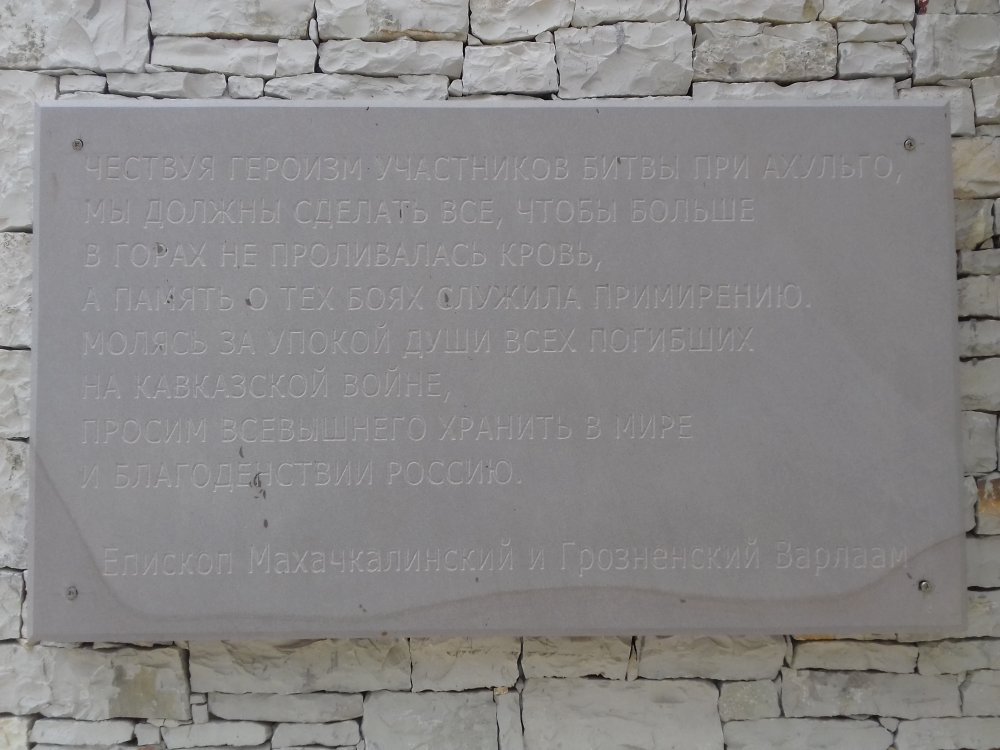 ЧЕСТВУЯ ГЕРОИЗМ УЧАСТНИКОВ БИТВЫ ПРИ АХУЛЬГО,
МЫ ДОЛЖНЫ СДЕЛАТЬ ВСЕ, ЧТОБЫ БОЛЬШЕ
В ГОРАХ НЕ ПРОЛИВАЛАСЬ КРОВЬ,
А ПАМЯТЬ О ТЕХ БОЯХ СЛУЖИЛА ПРИМИРЕНИЮ.
МОЛЯСЬ ЗА УПОКОЙ ДУШИ ВСЕХ ПОГИБШИХ
НА КАВКАЗСКОЙ ВОЙНЕ,
ПРОСИМ ВСЕВЫШНЕГО ХРАНИТЬ В МИРЕ
И БЛАГОДЕНСТВИИ РОССИЮ.
Епископ Махачкалинский и Грозненский Варлаам